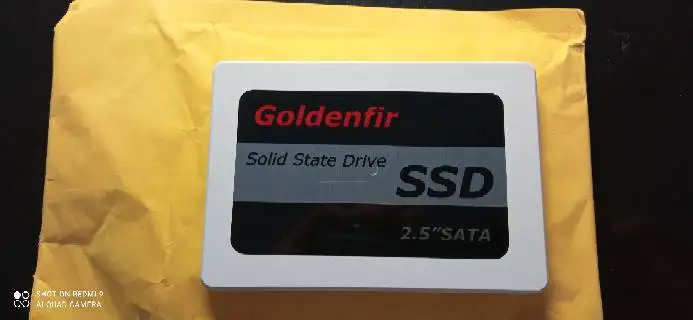 Goldenfir
Solid State Drive
SSD
2.5"SATA
SHOT ON REDMI 9
AI QUAD CAMERA